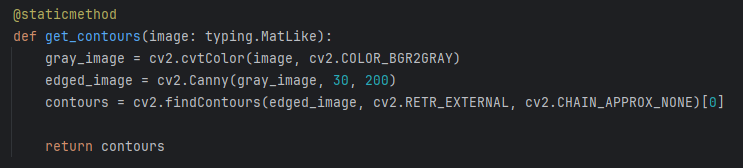 @staticmethod
def get_contours(image: typing.MatLike):
    gray_image = cv2.cvtColor(image, cv2.COLOR_BGR2GRAY)
    edged_image = cv2.Canny(gray_image, 30, 200)
    contours = cv2.findContours(edged_image, cv2.RETR_EXTERNAL, cv2.CHAIN_APPROX_NONE)[0]

    return contours